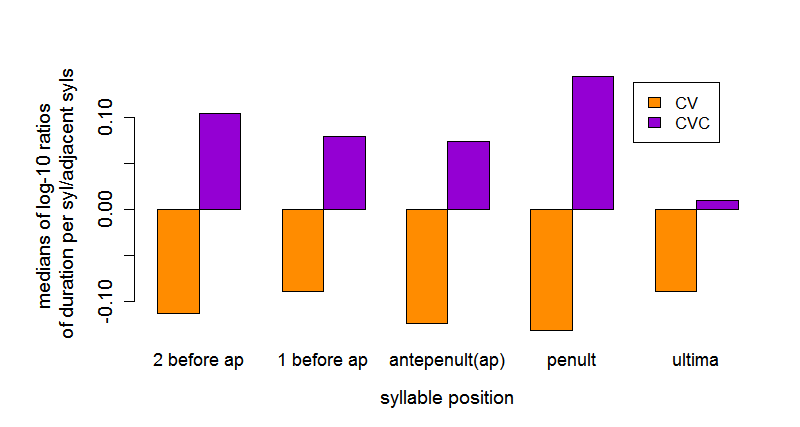 medians of log-10 ratios
of duration per syl/adjacent syls
0.10
0.00
-0.10
CV
CVC
2 before ap
1 before ap
antepenult(ap)
penult
ultima
syllable position